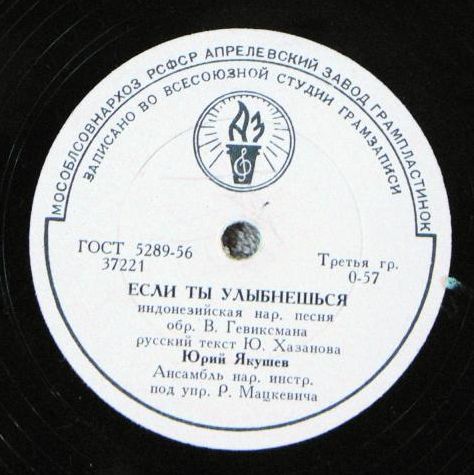 МОСОБЛСОВНАРХОЗ РСФСР АПРЕЛЕВСКИЙ ЗАВОД ГРАМПЛАСТИНОК
ЗАПИСАНО ВО ВСЕСОЮЗНОЙ СТУДИИ ГРАМЗАПИСИ
АЗ
ГОСТ 5289-56
37221
Третья гр.
0-57
ЕСЛИ ТЫ УЛЫБНЕШЬСЯ
индонезийская нар. песня
обр. В. Гевиксмана
русский текст Ю. Хазанова
Юрий Якушев
Ансамбль нар. инстр.
под упр. Р. Мацкевича